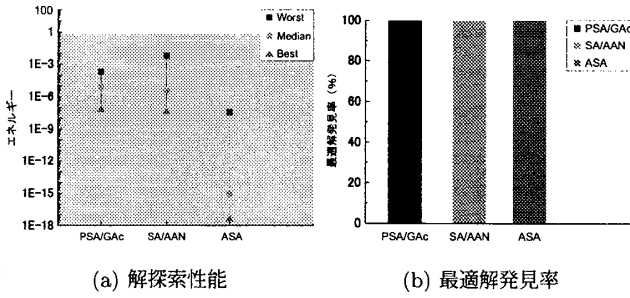 100
1
1E-3
1E-6
1E-9
1E-12
1E-15
1E-18
エネルギー
Worst
Median
Best
PSA/GAc
SA/AAN
ASA
(a) 解探索性能
100
80
60
40
20
0
最適解発見率 (%)
PSA/GAc
SA/AAN
ASA
PSA/GAc
SA/AAN
ASA
(b) 最適解発見率